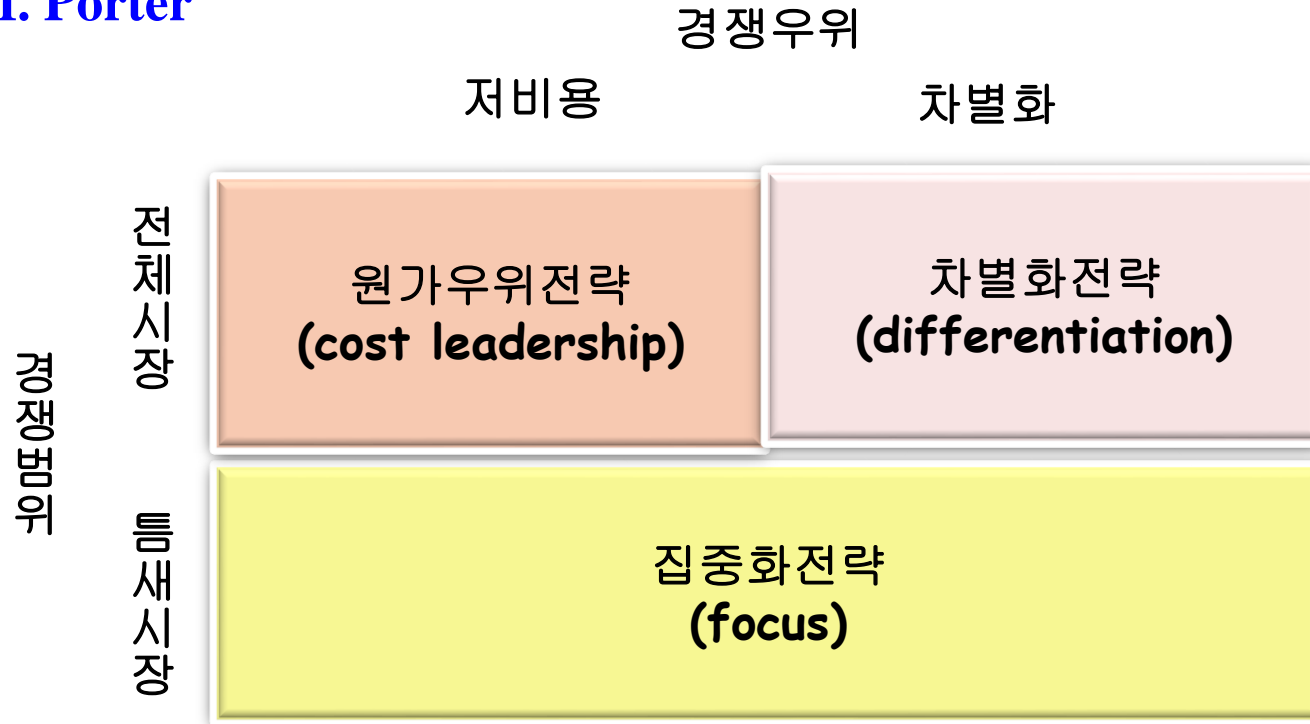 I. Porter
경쟁우위
저비용
차별화
전체시장
원가우위전략
(cost leadership)
차별화전략
(differentiation)
경쟁범위
틈새시장
집중화전략
(focus)